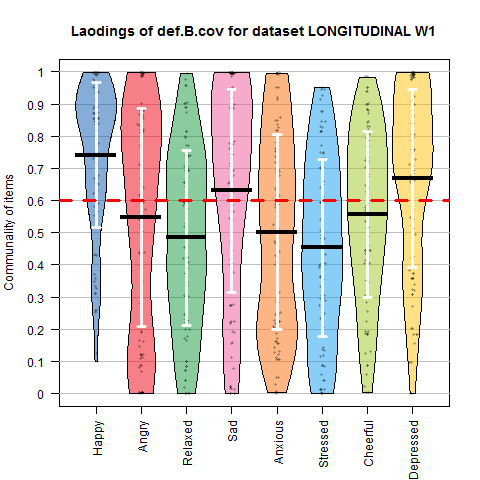 Laodings of def.B.cov for dataset LONGITUDINAL W1
Communality of items
1
0.9
0.8
0.7
0.6
0.5
0.4
0.3
0.2
0.1
0
Happy
Angry
Relaxed
Sad
Anxious
Stressed
Cheerful
Depressed